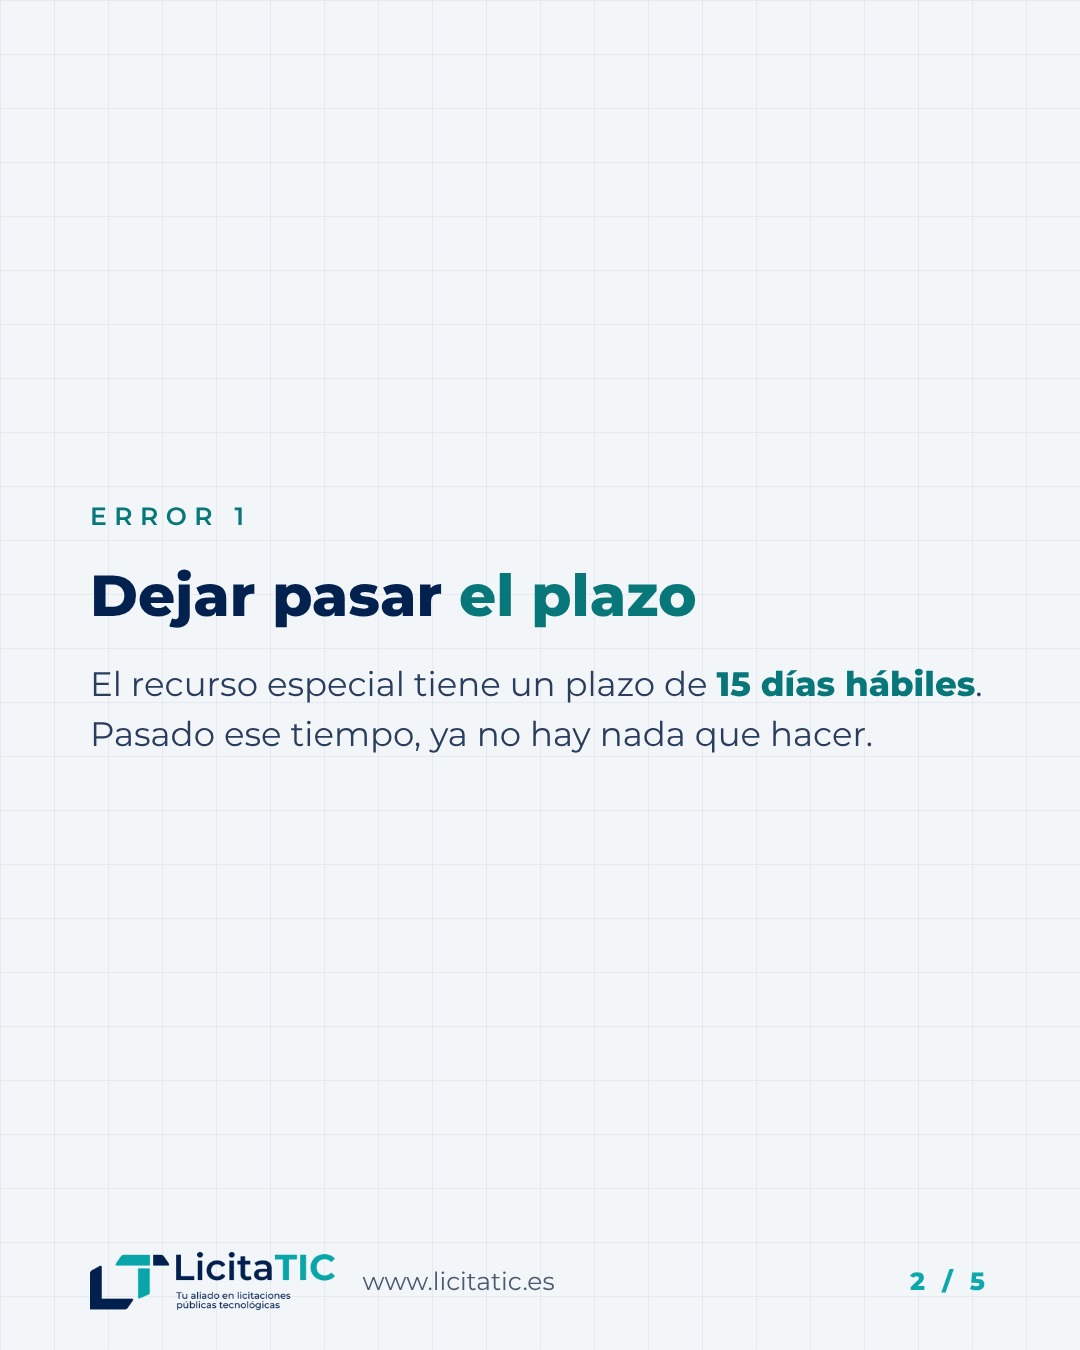 ERROR 1
Dejar pasar el plazo
El recurso especial tiene un plazo de 15 días hábiles.
Pasado ese tiempo, ya no hay nada que hacer.
LicitaTIC
Tu aliado en licitaciones
públicas tecnológicas
www.licitatic.es
2 / 5